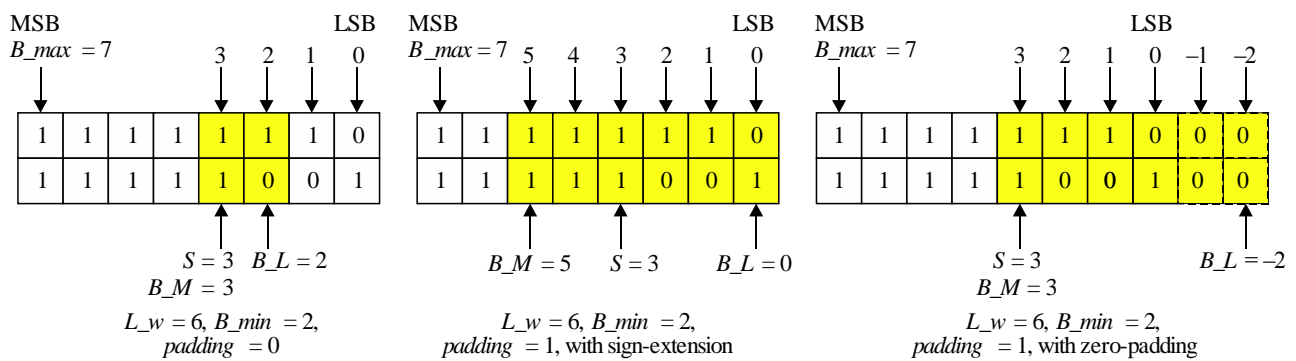 MSB LSB
B_max = 7 3 2 1 0
1 1 1 1 1 1 1 0
1 1 1 1 1 0 0 1
S = 3 B_L = 2
B_M = 3
L_w = 6, B_min = 2,
padding = 0
MSB LSB
B_max = 7 5 4 3 2 1 0
1 1 1 1 1 1 1 0
1 1 1 1 1 0 0 1
B_M = 5 S = 3 B_L = 0
L_w = 6, B_min = 2,
padding = 1, with sign-extension
MSB LSB
B_max = 7 3 2 1 0 –1 –2
1 1 1 1 1 1 1 0 0 0
1 1 1 1 1 0 0 1 0 0
S = 3 B_L = –2
B_M = 3
L_w = 6, B_min = 2,
padding = 1, with zero-padding